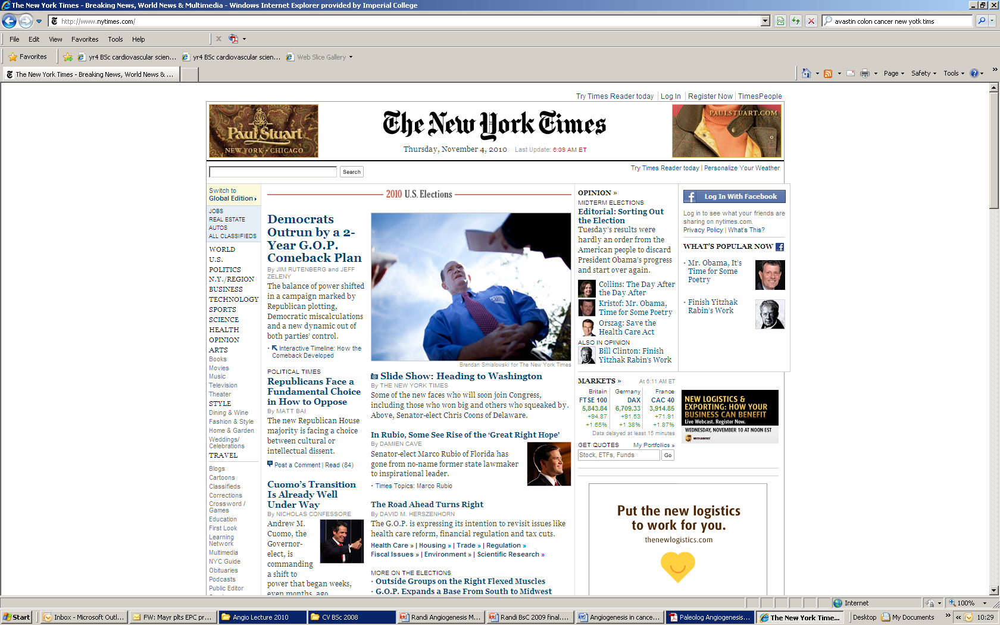 The New York Times - Breaking News, World News & Multimedia - Windows Internet Explorer provided by Imperial College
http://www.nytimes.com/
avastin colon cancer new yotk tims
File Edit View Favorites Tools Help
Favorites yr4 BSc cardiovascular scien... yr4 BSc cardiovascular scien... Web Slice Gallery
The New York Times - Breaking News, World News & ...
Page Safety Tools
Try Times Reader today Log In Register Now TimesPeople
Paul Stuart
NEW YORK • CHICAGO
The New York Times
Thursday, November 4, 2010 Last Update: 6:09 AM ET
PAULSTUART.COM
Search
Try Times Reader today | Personalize Your Weather
Switch to
Global Edition
JOBS
REAL ESTATE
AUTOS
ALL CLASSIFIEDS
WORLD
U.S.
POLITICS
N.Y./REGION
BUSINESS
TECHNOLOGY
SPORTS
SCIENCE
HEALTH
OPINION
ARTS
Books
Movies
Music
Television
Theater
STYLE
Dining & Wine
Fashion & Style
Home & Garden
Weddings/
Celebrations
TRAVEL
Blogs
Cartoons
Classifieds
Corrections
Crossword /
Games
Education
First Look
Learning
Network
Multimedia
NYC Guide
Obituaries
Podcasts
Public Editor
2010 U.S. Elections
Democrats
Outrun by a 2-
Year G.O.P.
Comeback Plan
By JIM RUTENBERG and JEFF
ZELENY
The balance of power shifted
in a campaign marked by
Republican plotting,
Democratic miscalculations
and a new dynamic out of
both parties' control.
Interactive Timeline: How the
Comeback Developed
POLITICAL TIMES
Republicans Face a
Fundamental Choice
in How to Oppose
By MATT BAI
The new Republican House
majority is facing a choice
between cultural or
intellectual dissent.
Post a Comment | Read (84)
Cuomo's Transition
Is Already Well
Under Way
By NICHOLAS CONFESSORE
Andrew M.
Cuomo, the
Governor-
elect, is
commanding
a shift to
power that began weeks,
even months, ago
Brendan Smialowski for The New York Times
Slide Show: Heading to Washington
By THE NEW YORK TIMES
Some of the new faces who will soon join Congress,
including those who won big and others who squeaked by.
Above, Senator-elect Chris Coons of Delaware.
In Rubio, Some See Rise of the ‘Great Right Hope’
By DAMIEN CAVE
Senator-elect Marco Rubio of Florida has
gone from no-name former state lawmaker
to inspirational leader.
• Times Topics: Marco Rubio
The Road Ahead Turns Right
By DAVID M. HERSZENHORN
The G.O.P. is expressing its intention to revisit issues like
health care reform, financial regulation and tax cuts.
Health Care » | Housing » | Trade » | Regulation »
Fiscal Issues » | Environment » | Scientific Research »
MORE ON THE ELECTIONS
• Outside Groups on the Right Flexed Muscles
• G.O.P. Expands a Base From South to Midwest
OPINION »
MIDTERM ELECTIONS
Editorial: Sorting Out
the Election
Tuesday's results were
hardly an order from the
American people to discard
President Obama's progress
and start over again.
Collins: The Day After
the Day After
Kristof: Mr. Obama,
Time for Some Poetry
Orszag: Save the
Health Care Act
ALSO IN OPINION
Bill Clinton: Finish
Yitzhak Rabin's Work
Log In With Facebook
Log in to see what your friends are
sharing on nytimes.com.
Privacy Policy | What's This?
WHAT'S POPULAR NOW
• Mr. Obama, It's
Time for Some
Poetry
• Finish Yitzhak
Rabin's Work
MARKETS » At 6:11 AM ET
Britain Germany France
FTSE 100 DAX CAC 40
5,843.84 6,709.33 3,914.85
+94.87 +91.53 +71.91
+1.65% +1.38% +1.87%
Data delayed at least 15 minutes
GET QUOTES My Portfolios »
Stock, ETFs, Funds Go
NEW LOGISTICS &
EXPORTING: HOW YOUR
BUSINESS CAN BENEFIT
Live Webcast. Register Now.
WEDNESDAY, NOVEMBER 10 AT NOON EST
Put the new logistics
to work for you.
thenewlogistics.com
Internet 100%
Start Inbox - Microsoft Outl... FW: Mayr plts EPC pr... Angio Lecture 2010 CV BSc 2008 Randi Angiogenesis M... Randi BsC 2009 final.... Angiogenesis in cance... Paleolog Angiogenesis... The New York Time... Desktop My Documents 10:29